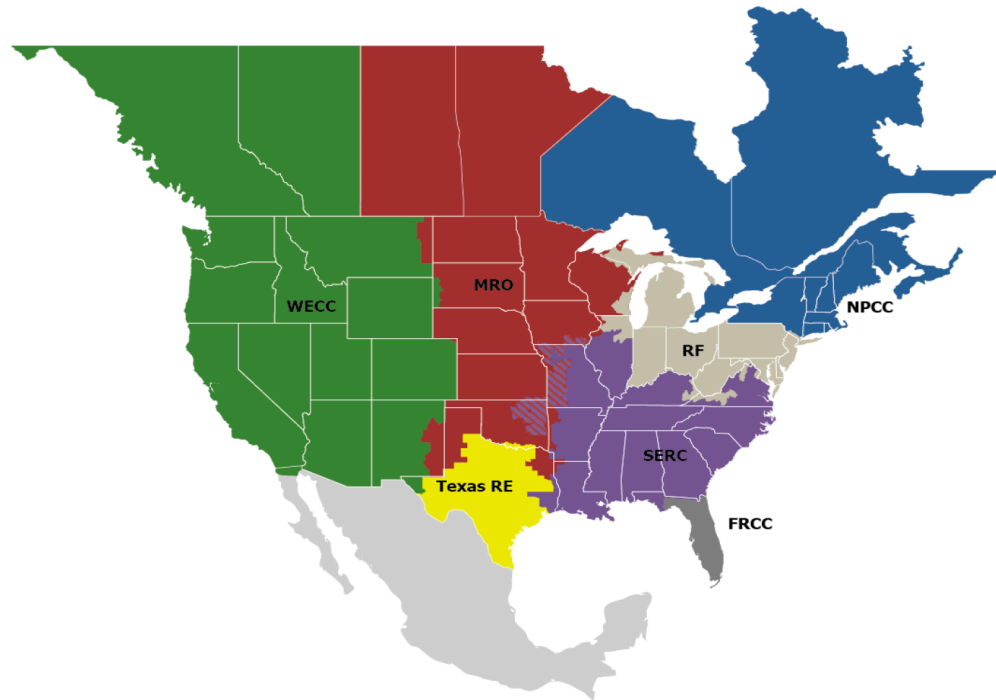 WECC
MRO
NPCC
RF
SERC
Texas RE
FRCC